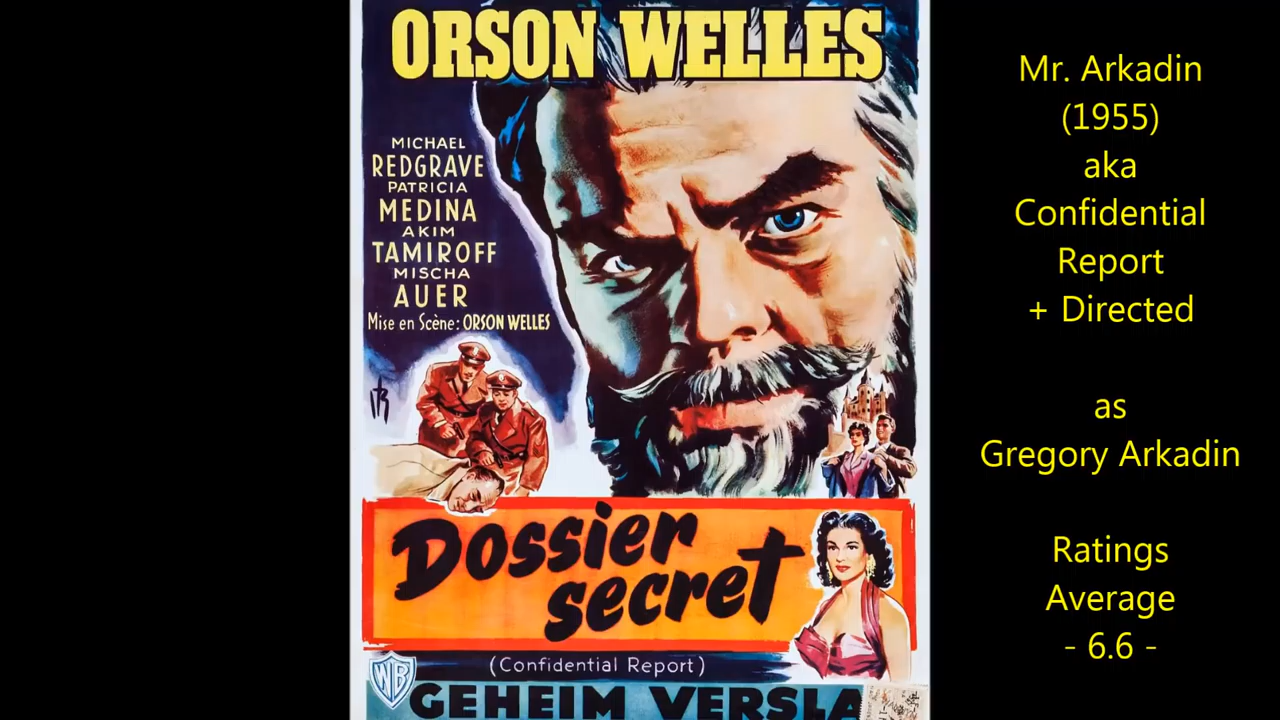 ORSON WELLES
MICHAEL
REDGRAVE
PATRICIA
MEDINA
AKIM
TAMIROFF
MISCHA
AUER
Mise en Scène: ORSON WELLES
Dossier
secret
(Confidential Report)
WB
GEHEIM VERSLA
Mr. Arkadin
(1955)
aka
Confidential
Report
+ Directed
as
Gregory Arkadin
Ratings
Average
- 6.6 -